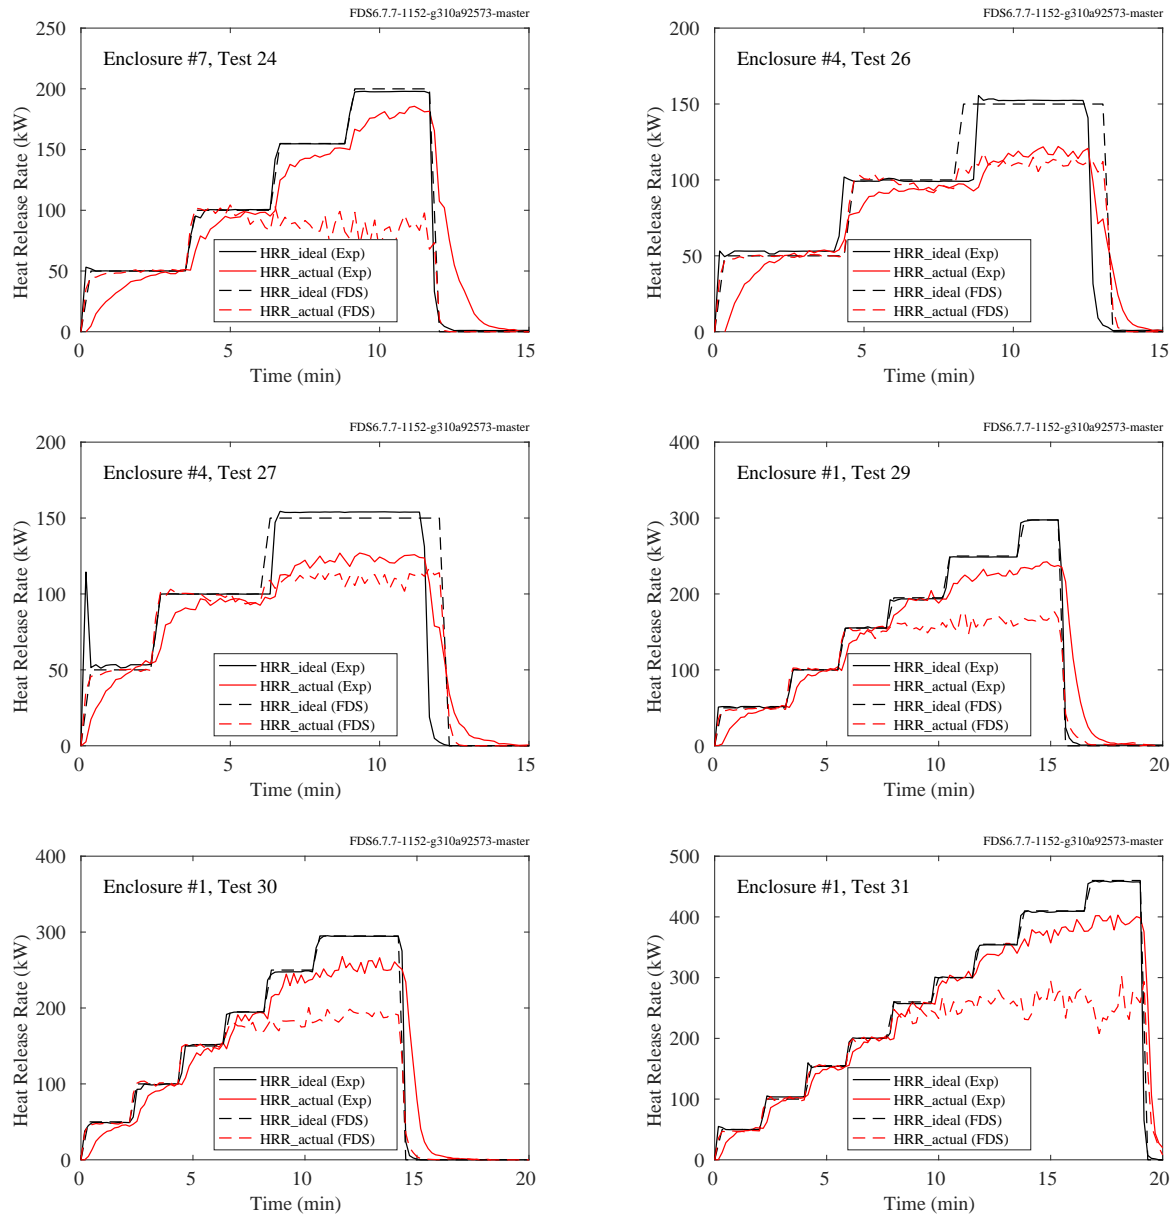 FDS6.7.7-1152-g310a92573-master
Enclosure #7, Test 24
Heat Release Rate (kW)
250
200
150
100
50
0
HRR_ideal (Exp)
HRR_actual (Exp)
HRR_ideal (FDS)
HRR_actual (FDS)
0 5 10 15
Time (min)
FDS6.7.7-1152-g310a92573-master
Enclosure #4, Test 26
Heat Release Rate (kW)
200
150
100
50
0
HRR_ideal (Exp)
HRR_actual (Exp)
HRR_ideal (FDS)
HRR_actual (FDS)
0 5 10 15
Time (min)
FDS6.7.7-1152-g310a92573-master
Enclosure #4, Test 27
Heat Release Rate (kW)
200
150
100
50
0
HRR_ideal (Exp)
HRR_actual (Exp)
HRR_ideal (FDS)
HRR_actual (FDS)
0 5 10 15
Time (min)
FDS6.7.7-1152-g310a92573-master
Enclosure #1, Test 29
Heat Release Rate (kW)
400
300
200
100
0
HRR_ideal (Exp)
HRR_actual (Exp)
HRR_ideal (FDS)
HRR_actual (FDS)
0 5 10 15 20
Time (min)
FDS6.7.7-1152-g310a92573-master
Enclosure #1, Test 30
Heat Release Rate (kW)
400
300
200
100
0
HRR_ideal (Exp)
HRR_actual (Exp)
HRR_ideal (FDS)
HRR_actual (FDS)
0 5 10 15 20
Time (min)
FDS6.7.7-1152-g310a92573-master
Enclosure #1, Test 31
Heat Release Rate (kW)
500
400
300
200
100
0
HRR_ideal (Exp)
HRR_actual (Exp)
HRR_ideal (FDS)
HRR_actual (FDS)
0 5 10 15 20
Time (min)